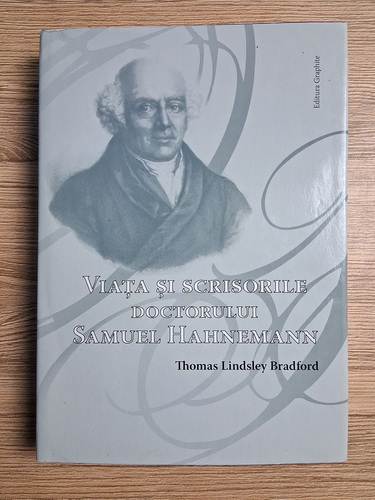 Editura Graphite
VIAȚA ȘI SCRISORILE
DOCTORULUI
SAMUEL HAHNEMANN
Thomas Lindsley Bradford